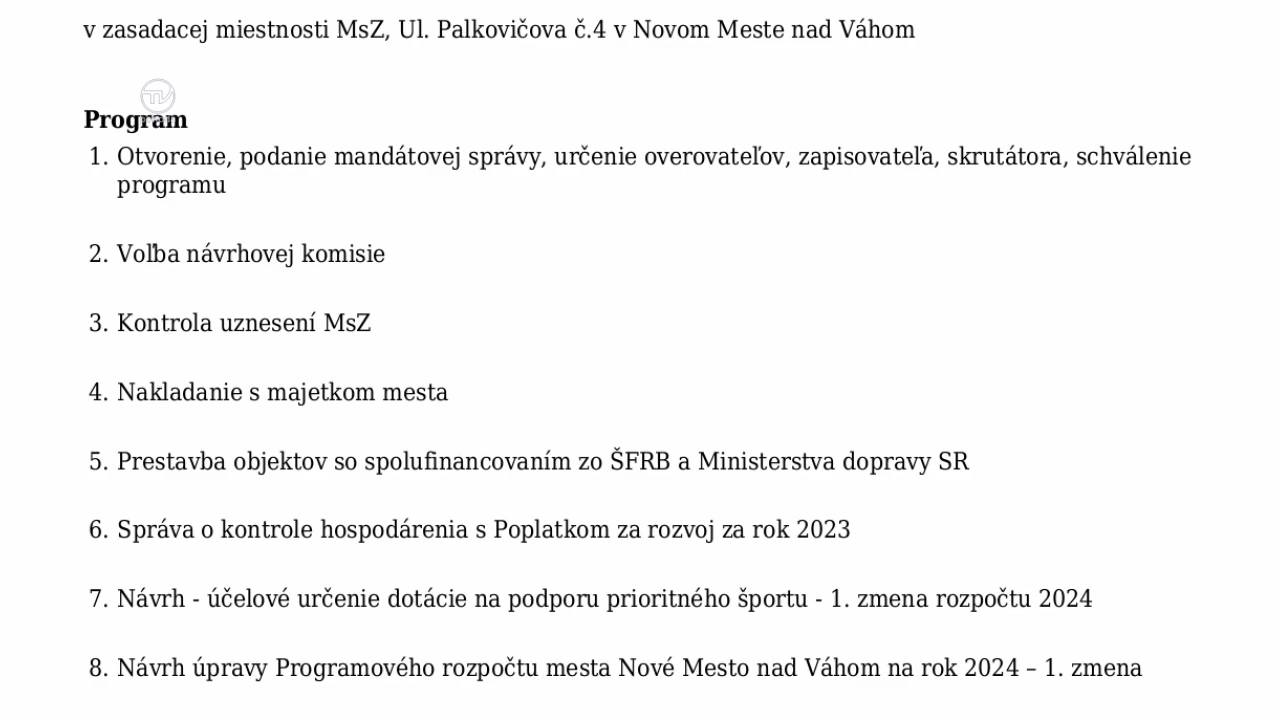 v zasadacej miestnosti MsZ, Ul. Palkovičova č.4 v Novom Meste nad Váhom
TV
Program
1. Otvorenie, podanie mandátovej správy, určenie overovateľov, zapisovateľa, skrutátora, schválenie
programu
2. Voľba návrhovej komisie
3. Kontrola uznesení MsZ
4. Nakladanie s majetkom mesta
5. Prestavba objektov so spolufinancovaním zo ŠFRB a Ministerstva dopravy SR
6. Správa o kontrole hospodárenia s Poplatkom za rozvoj za rok 2023
7. Návrh - účelové určenie dotácie na podporu prioritného športu - 1. zmena rozpočtu 2024
8. Návrh úpravy Programového rozpočtu mesta Nové Mesto nad Váhom na rok 2024 – 1. zmena